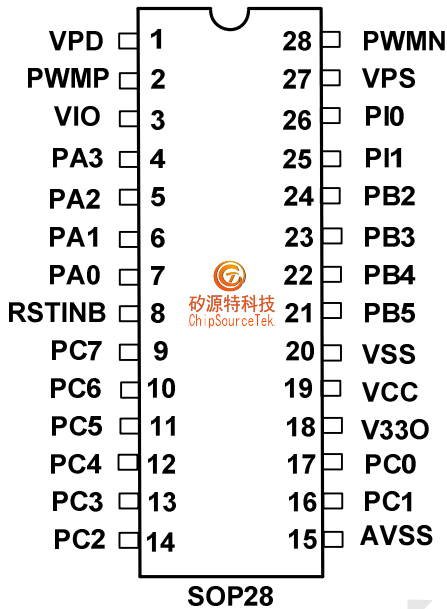 VPD 1 28 PWMN
PWMP 2 27 VPS
VIO 3 26 PI0
PA3 4 25 PI1
PA2 5 24 PB2
PA1 6 23 PB3
PA0 7 22 PB4
RSTINB 8 21 PB5
矽源特科技
ChipSourceTek
PC7 9 20 VSS
PC6 10 19 VCC
PC5 11 18 V33O
PC4 12 17 PC0
PC3 13 16 PC1
PC2 14 15 AVSS
SOP28